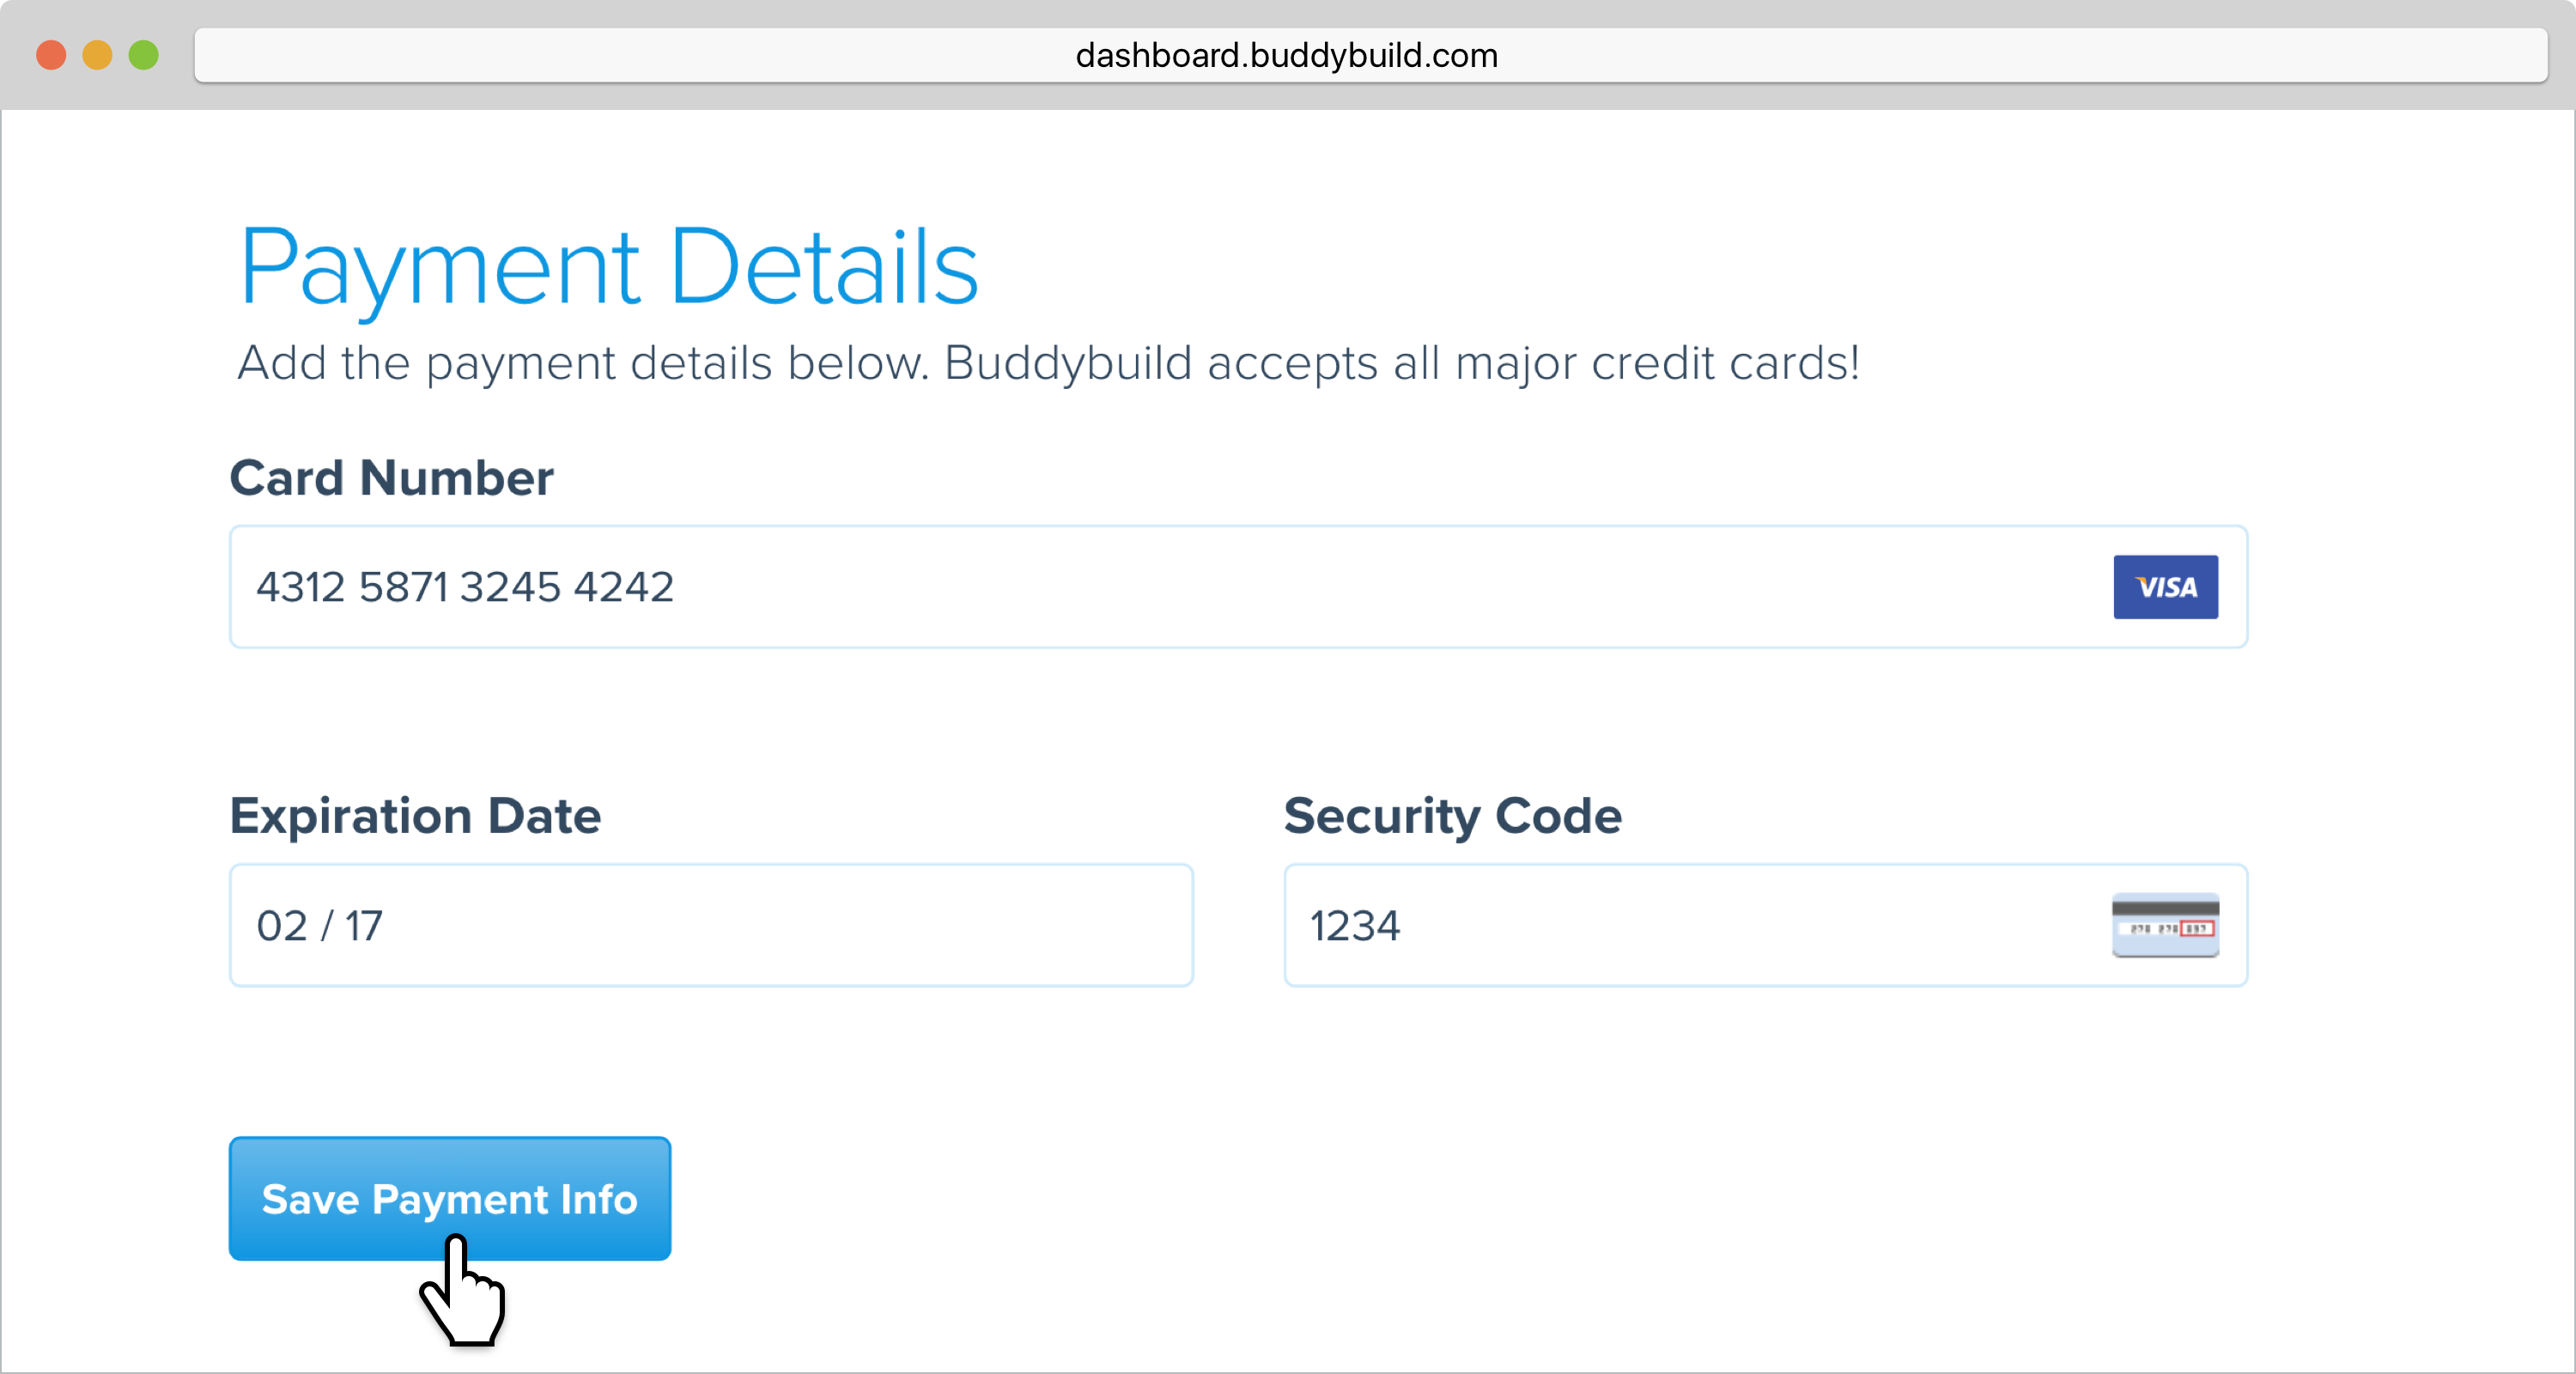 dashboard.buddybuild.com
Payment Details
Add the payment details below. Buddybuild accepts all major credit cards!
Card Number
4312 5871 3245 4242
VISA
Expiration Date
Security Code
02 / 17
1234
Save Payment Info